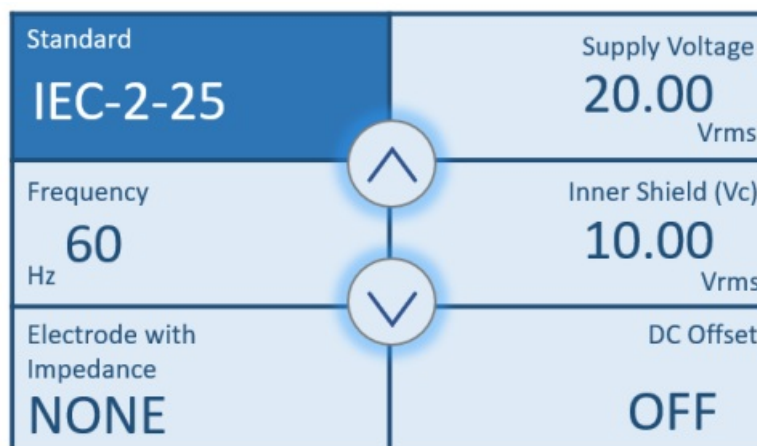 Standard
IEC-2-25
Supply Voltage
20.00
Vrms
Frequency
60
Hz
Inner Shield (Vc)
10.00
Vrms
Electrode with
Impedance
NONE
DC Offset
OFF